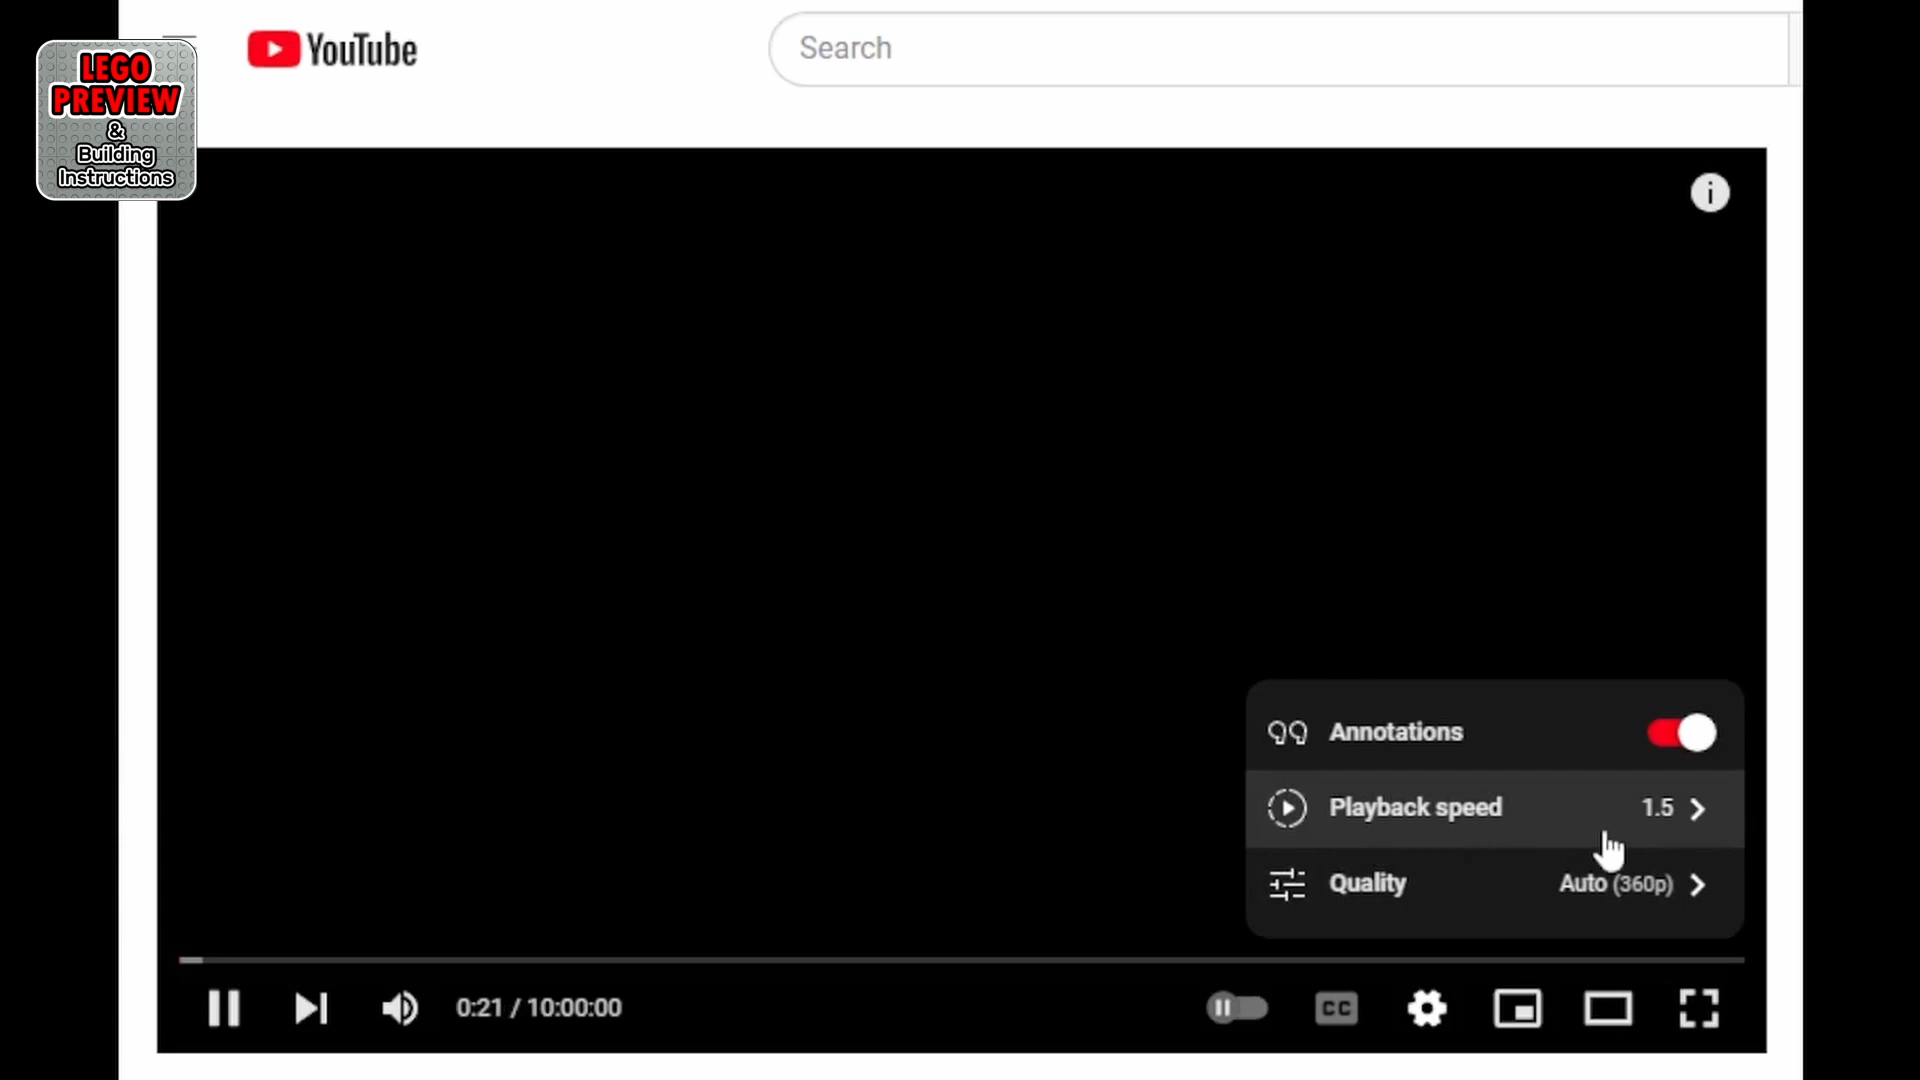 LEGO
PREVIEW
&
Building
Instructions
YouTube
Search
Annotations
Playback speed 1.5
Quality Auto (360p)
0:21 / 10:00:00
CC